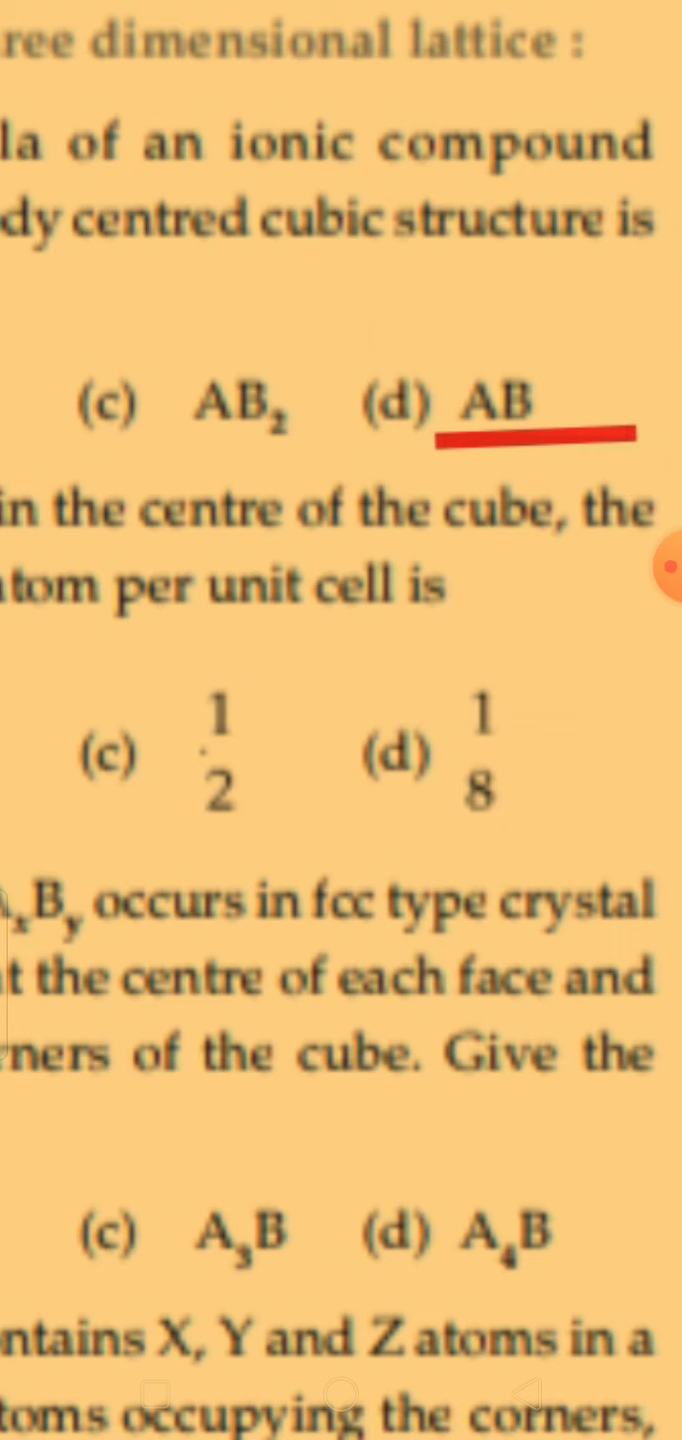 ree dimensional lattice :
la of an ionic compound
dy centred cubic structure is
(c) AB₂ (d) AB
in the centre of the cube, the
tom per unit cell is
(c) 1/2 (d) 1/8
ₓBᵧ occurs in fcc type crystal
t the centre of each face and
rners of the cube. Give the
(c) A₃B (d) A₄B
ntains X, Y and Z atoms in a
toms occupying the corners,